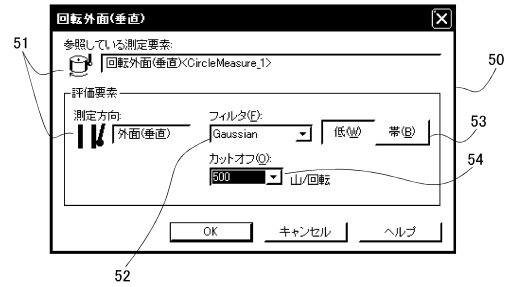 回転外面(垂直)
51
参照している測定要素:
回転外面(垂直)<CircleMeasure_1>
50
評価要素
測定方向:
外面(垂直)
フィルタ(F):
Gaussian
低(W)
帯(B)
53
カットオフ(O):
500
山/回転
54
OK
キャンセル
ヘルプ
52